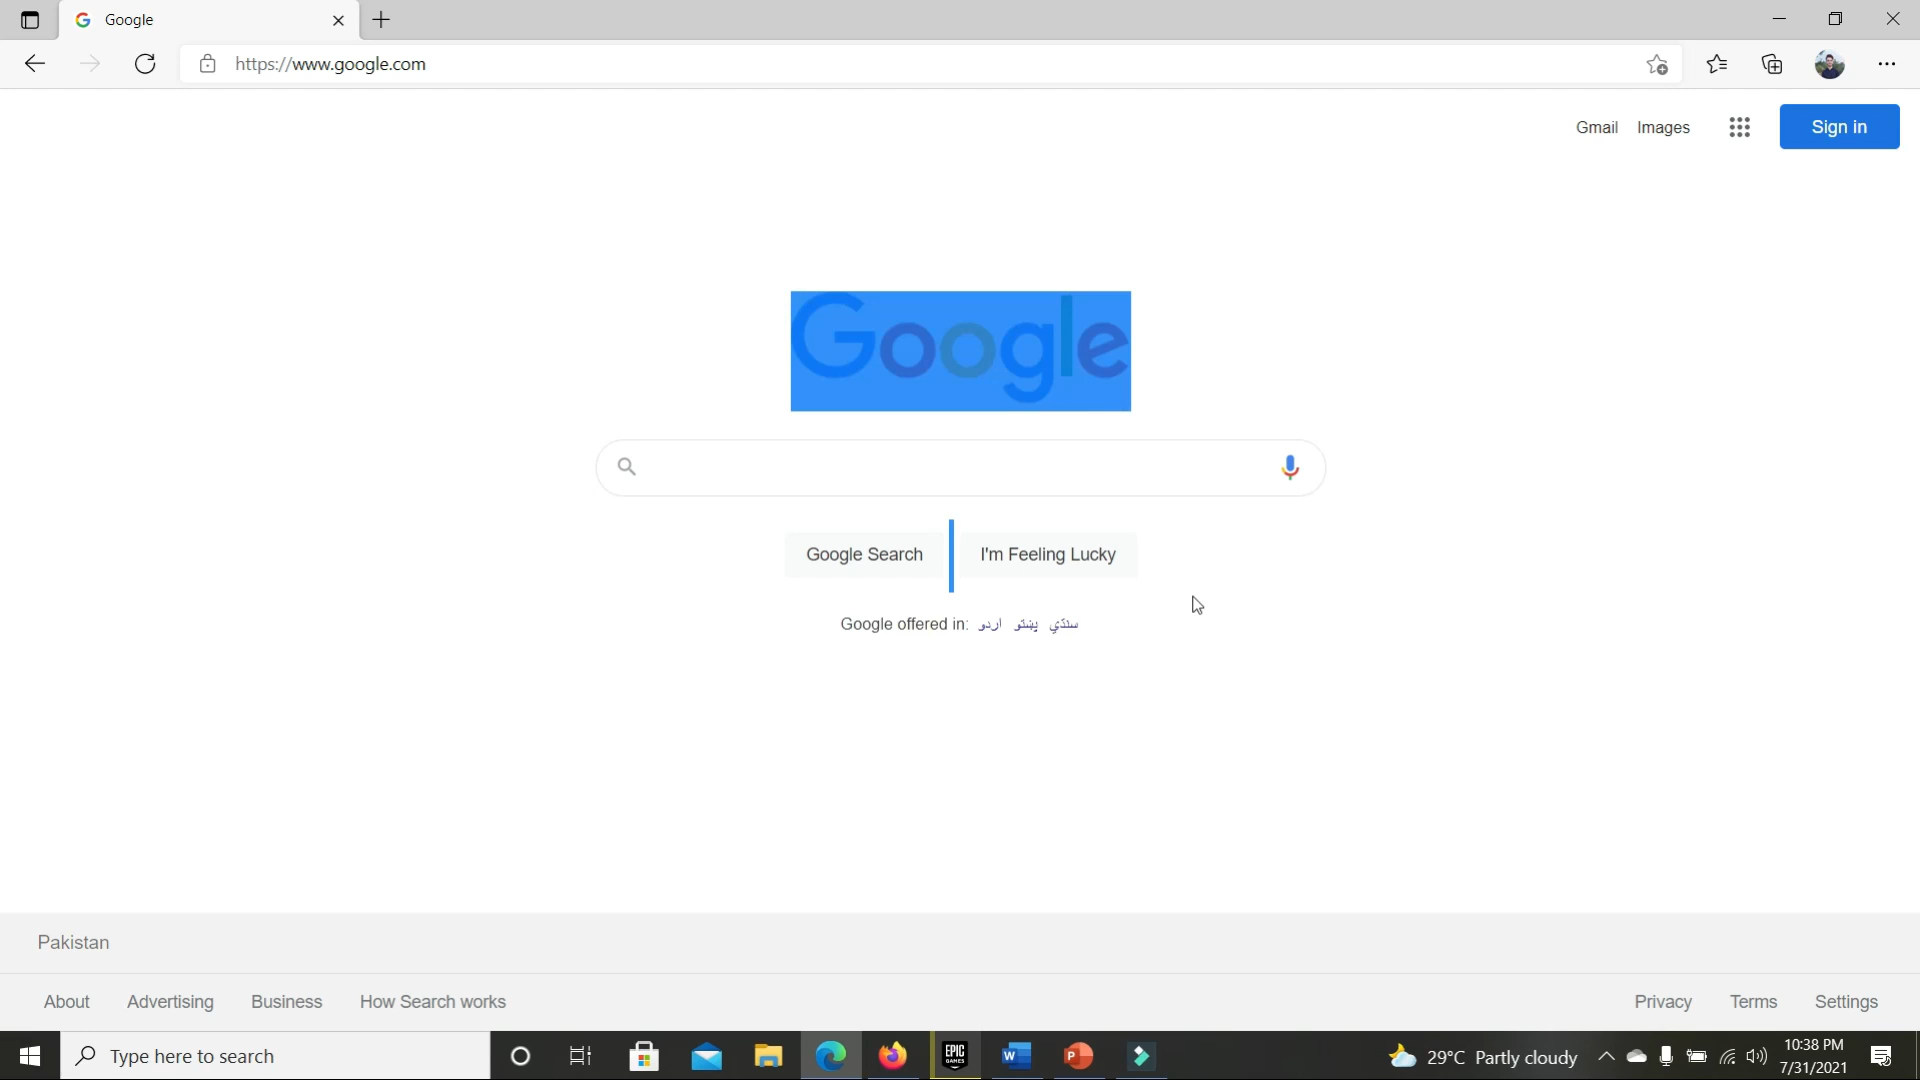 Google
https://www.google.com
Gmail Images Sign in
Google
Google Search I'm Feeling Lucky
Google offered in: اردو پښتو سنڌي
Pakistan
About Advertising Business How Search works Privacy Terms Settings
Type here to search EPIC GAMES W P 29°C Partly cloudy 10:38 PM
7/31/2021